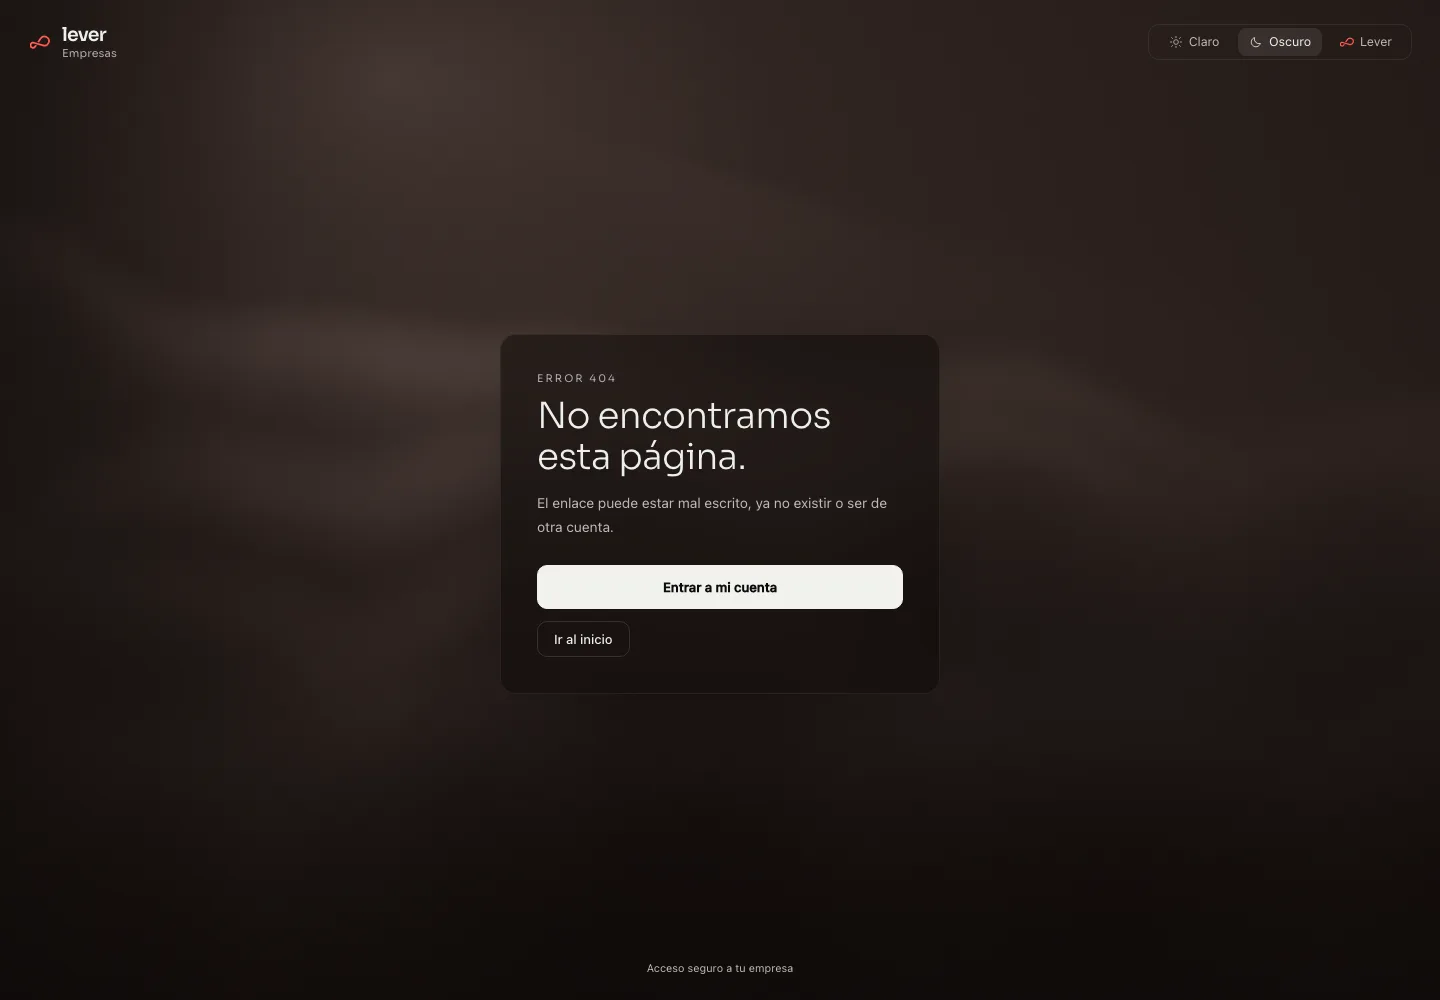 lever
Empresas
Claro
Oscuro
Lever
ERROR 404
No encontramos
esta página.
El enlace puede estar mal escrito, ya no existir o ser de
otra cuenta.
Entrar a mi cuenta
Ir al inicio
Acceso seguro a tu empresa